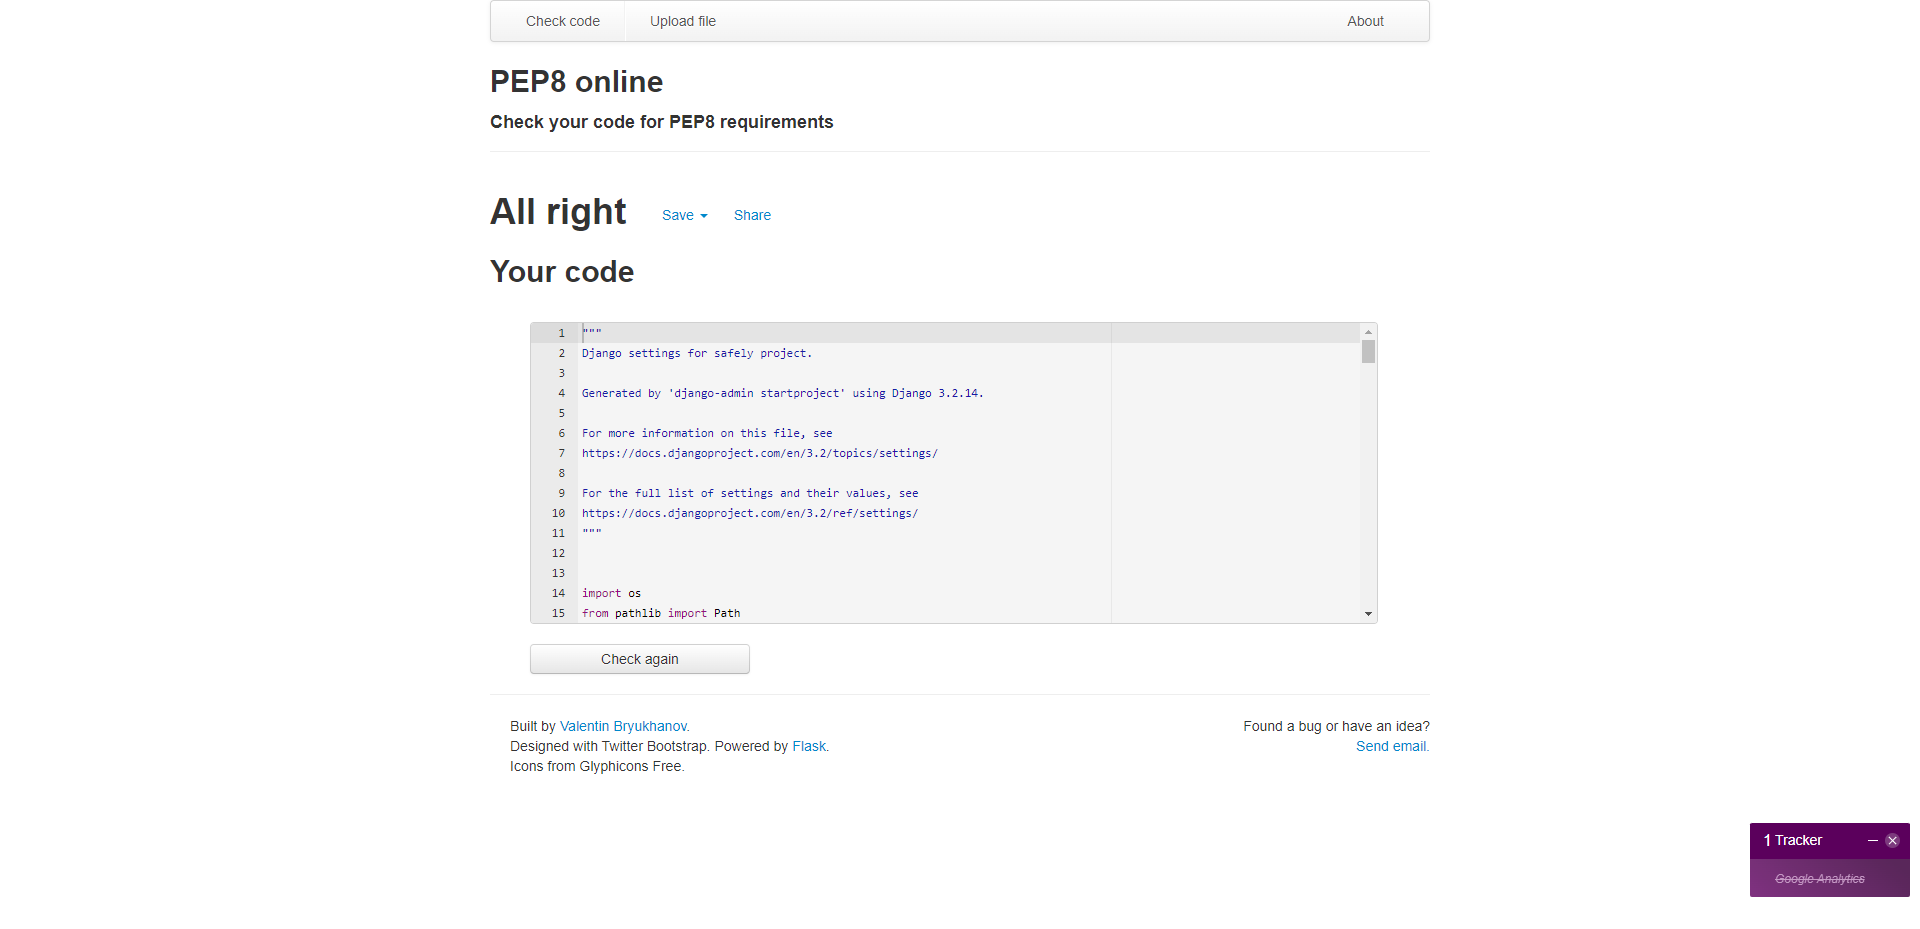 Check code Upload file About
PEP8 online
Check your code for PEP8 requirements
All right Save Share
Your code
1 """
2 Django settings for safely project.
3
4 Generated by 'django-admin startproject' using Django 3.2.14.
5
6 For more information on this file, see
7 https://docs.djangoproject.com/en/3.2/topics/settings/
8
9 For the full list of settings and their values, see
10 https://docs.djangoproject.com/en/3.2/ref/settings/
11 """
12
13
14 import os
15 from pathlib import Path
Check again
Built by Valentin Bryukhanov. Found a bug or have an idea?
Designed with Twitter Bootstrap. Powered by Flask. Send email.
Icons from Glyphicons Free.
1 Tracker
Google Analytics